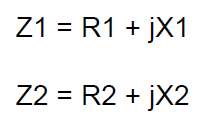 Z1 = R1 + jX1
Z2 = R2 + jX2